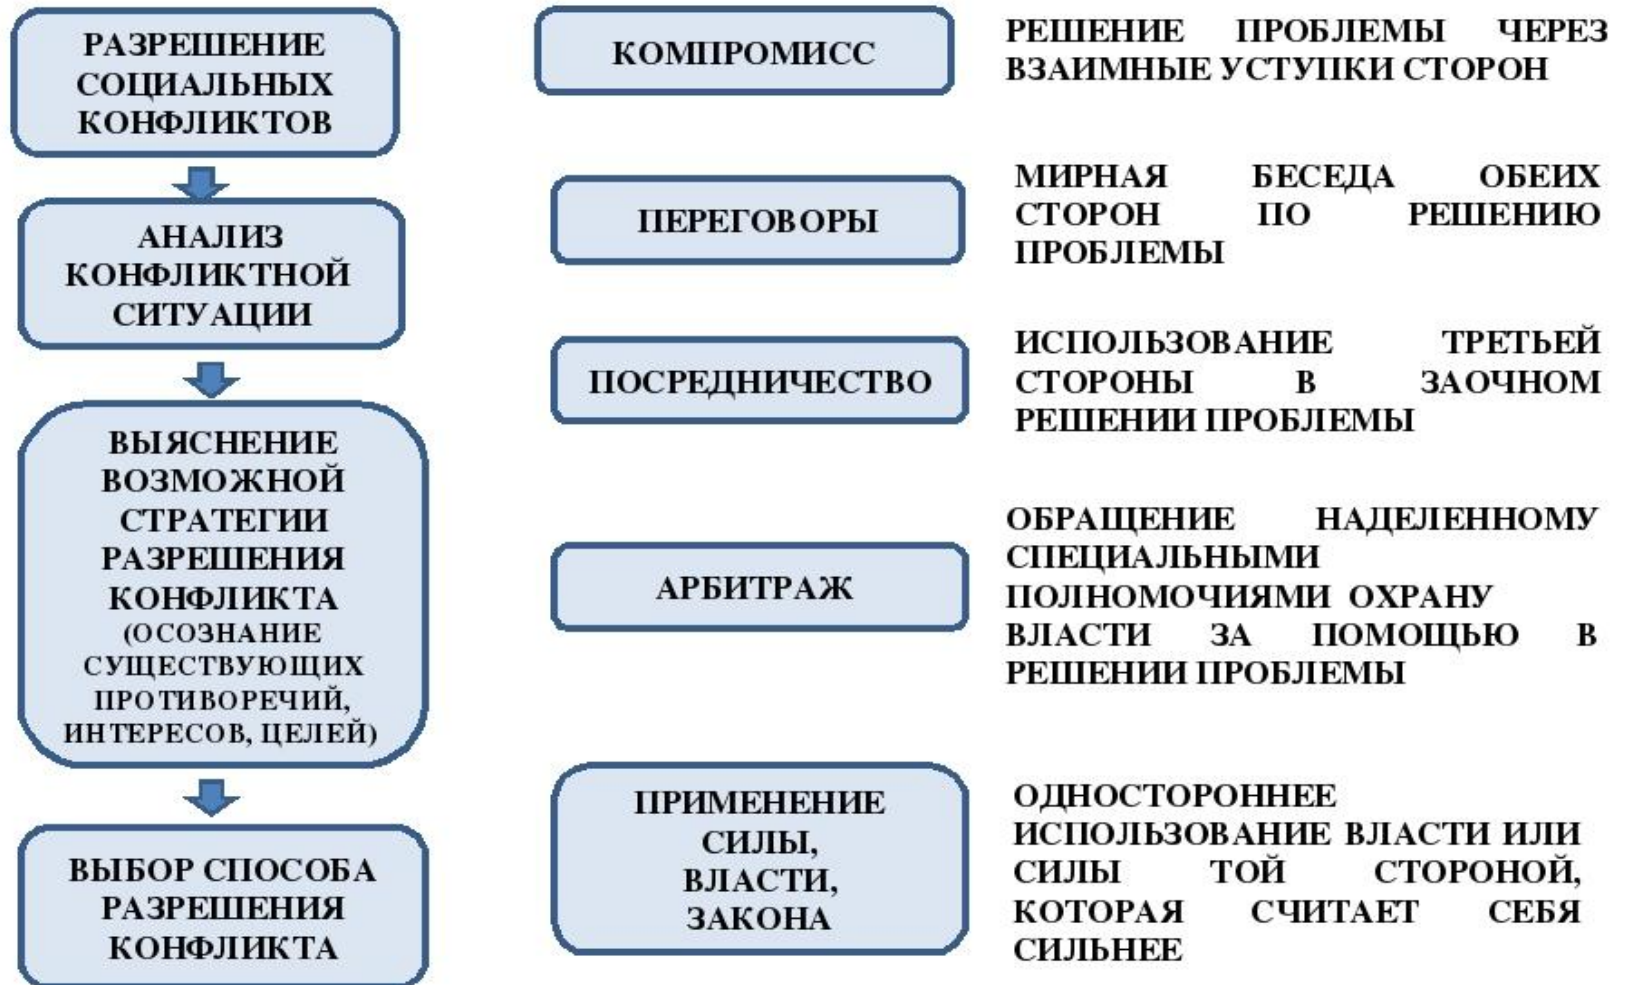 РАЗРЕШЕНИЕ
СОЦИАЛЬНЫХ
КОНФЛИКТОВ
АНАЛИЗ
КОНФЛИКТНОЙ
СИТУАЦИИ
ВЫЯСНЕНИЕ
ВОЗМОЖНОЙ
СТРАТЕГИИ
РАЗРЕШЕНИЯ
КОНФЛИКТА
(ОСОЗНАНИЕ
СУЩЕСТВУЮЩИХ
ПРОТИВОРЕЧИЙ,
ИНТЕРЕСОВ, ЦЕЛЕЙ)
ВЫБОР СПОСОБА
РАЗРЕШЕНИЯ
КОНФЛИКТА
КОМПРОМИСС
РЕШЕНИЕ ПРОБЛЕМЫ ЧЕРЕЗ
ВЗАИМНЫЕ УСТУПКИ СТОРОН
ПЕРЕГОВОРЫ
МИРНАЯ БЕСЕДА ОБЕИХ
СТОРОН ПО РЕШЕНИЮ
ПРОБЛЕМЫ
ПОСРЕДНИЧЕСТВО
ИСПОЛЬЗОВАНИЕ ТРЕТЬЕЙ
СТОРОНЫ В ЗАОЧНОМ
РЕШЕНИИ ПРОБЛЕМЫ
АРБИТРАЖ
ОБРАЩЕНИЕ НАДЕЛЕННОМУ
СПЕЦИАЛЬНЫМИ
ПОЛНОМОЧИЯМИ ОХРАНУ
ВЛАСТИ ЗА ПОМОЩЬЮ В
РЕШЕНИИ ПРОБЛЕМЫ
ПРИМЕНЕНИЕ
СИЛЫ,
ВЛАСТИ,
ЗАКОНА
ОДНОСТОРОННЕЕ
ИСПОЛЬЗОВАНИЕ ВЛАСТИ ИЛИ
СИЛЫ ТОЙ СТОРОНОЙ,
КОТОРАЯ СЧИТАЕТ СЕБЯ
СИЛЬНЕЕ